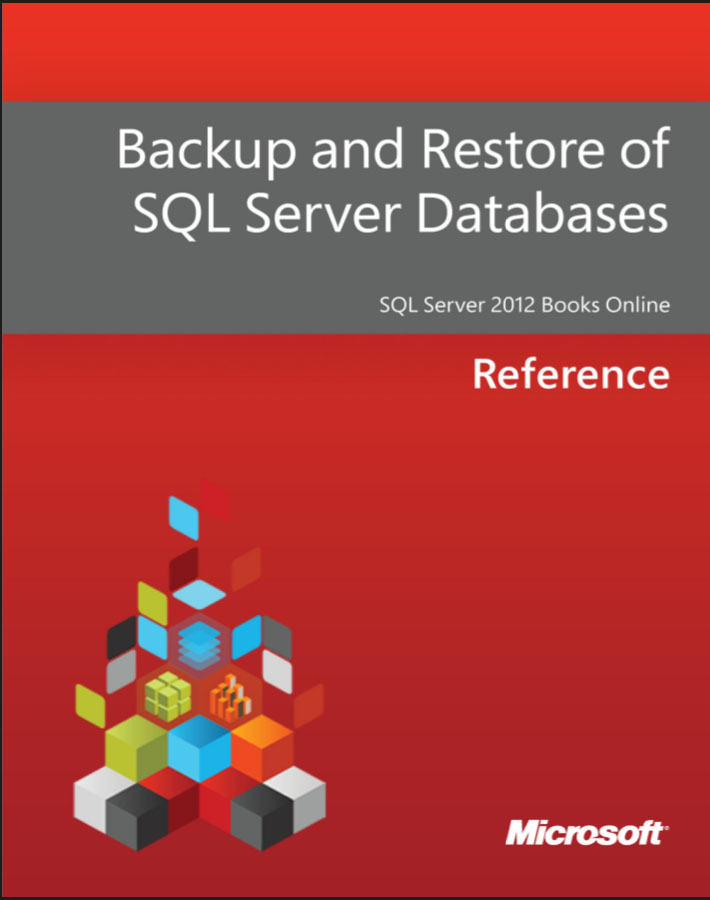 Backup and Restore of
SQL Server Databases
SQL Server 2012 Books Online
Reference
Microsoft®